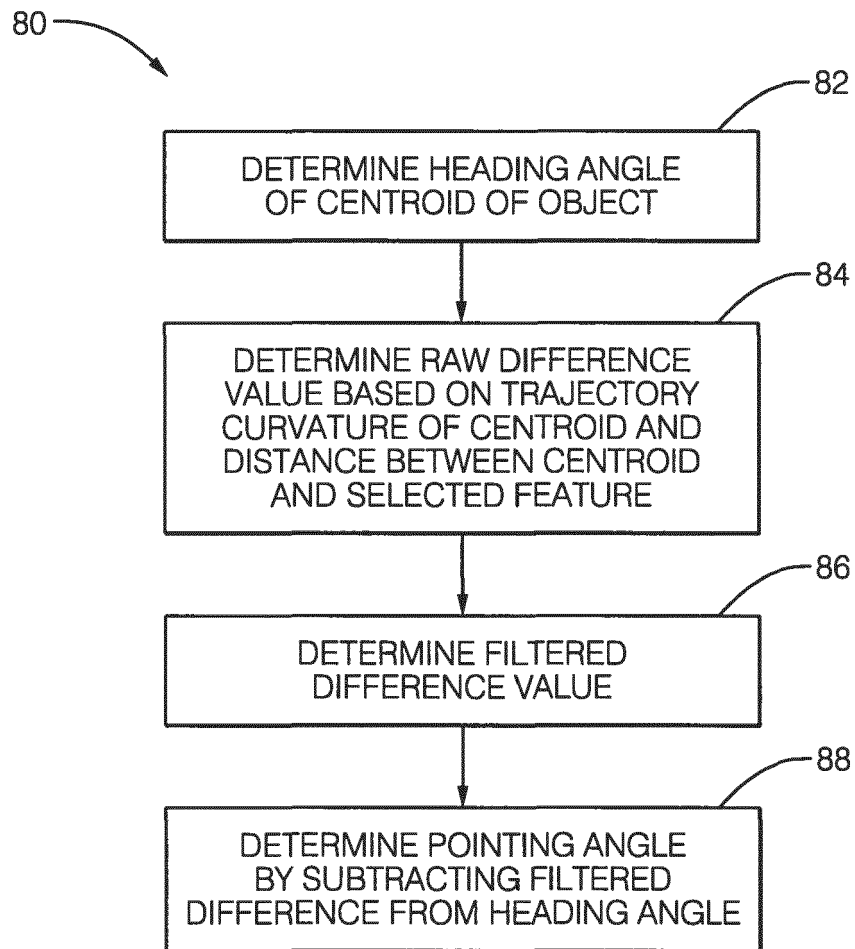 80
82
DETERMINE HEADING ANGLE
OF CENTROID OF OBJECT
84
DETERMINE RAW DIFFERENCE
VALUE BASED ON TRAJECTORY
CURVATURE OF CENTROID AND
DISTANCE BETWEEN CENTROID
AND SELECTED FEATURE
86
DETERMINE FILTERED
DIFFERENCE VALUE
88
DETERMINE POINTING ANGLE
BY SUBTRACTING FILTERED
DIFFERENCE FROM HEADING ANGLE